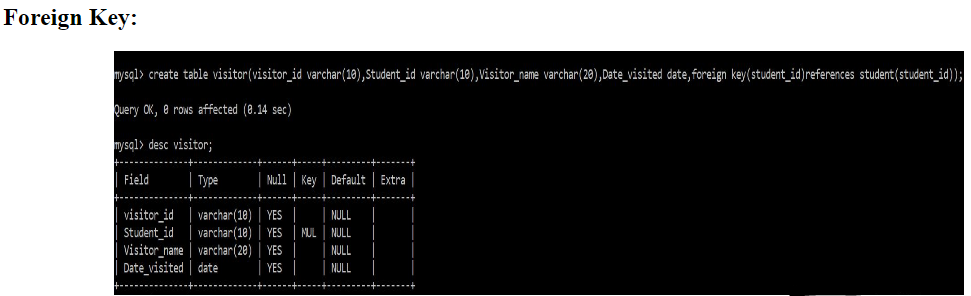 Foreign Key:
mysql> create table visitor(visitor_id varchar(10),Student_id varchar(10),Visitor_name varchar(20),Date_visited date,foreign key(student_id)references student(student_id));
Query OK, 0 rows affected (0.14 sec)
mysql> desc visitor;
+--------------+-------------+------+-----+---------+-------+
| Field        | Type        | Null | Key | Default | Extra |
+--------------+-------------+------+-----+---------+-------+
| visitor_id   | varchar(10) | YES  |     | NULL    |       |
| Student_id   | varchar(10) | YES  | MUL | NULL    |       |
| Visitor_name | varchar(20) | YES  |     | NULL    |       |
| Date_visited | date        | YES  |     | NULL    |       |
+--------------+-------------+------+-----+---------+-------+